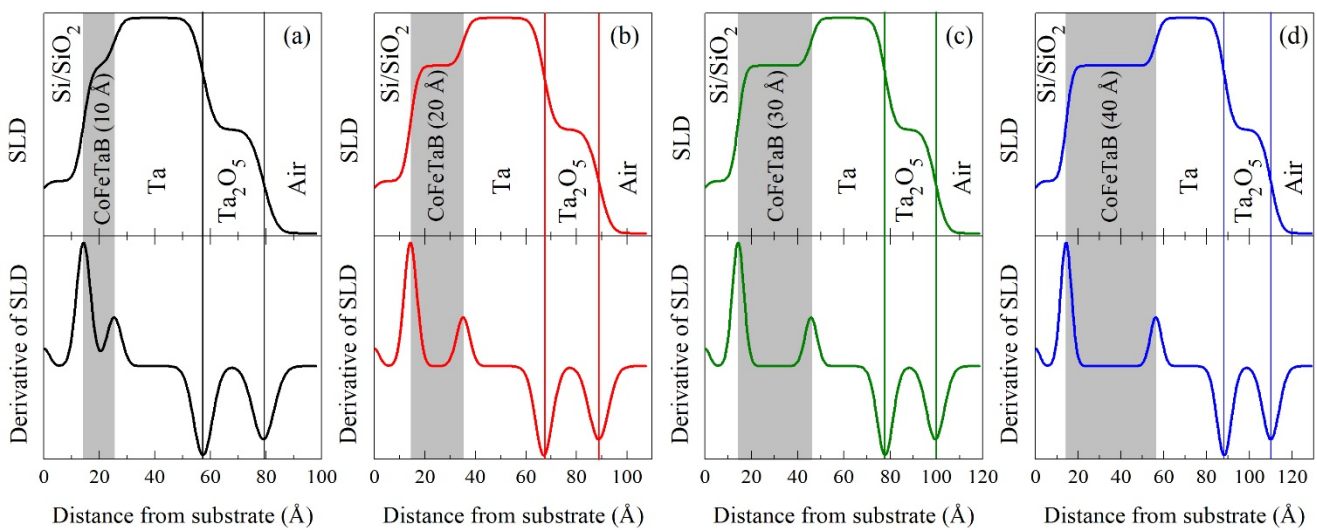 (a)
SLD
Si/SiO2
CoFeTaB (10 Å)
Ta
Ta2O5
Air
Derivative of SLD
0 20 40 60 80 100
Distance from substrate (Å)
(b)
SLD
Si/SiO2
CoFeTaB (20 Å)
Ta
Ta2O5
Air
Derivative of SLD
0 20 40 60 80 100
Distance from substrate (Å)
(c)
SLD
Si/SiO2
CoFeTaB (30 Å)
Ta
Ta2O5
Air
Derivative of SLD
0 20 40 60 80 100 120
Distance from substrate (Å)
(d)
SLD
Si/SiO2
CoFeTaB (40 Å)
Ta
Ta2O5
Air
Derivative of SLD
0 20 40 60 80 100 120
Distance from substrate (Å)